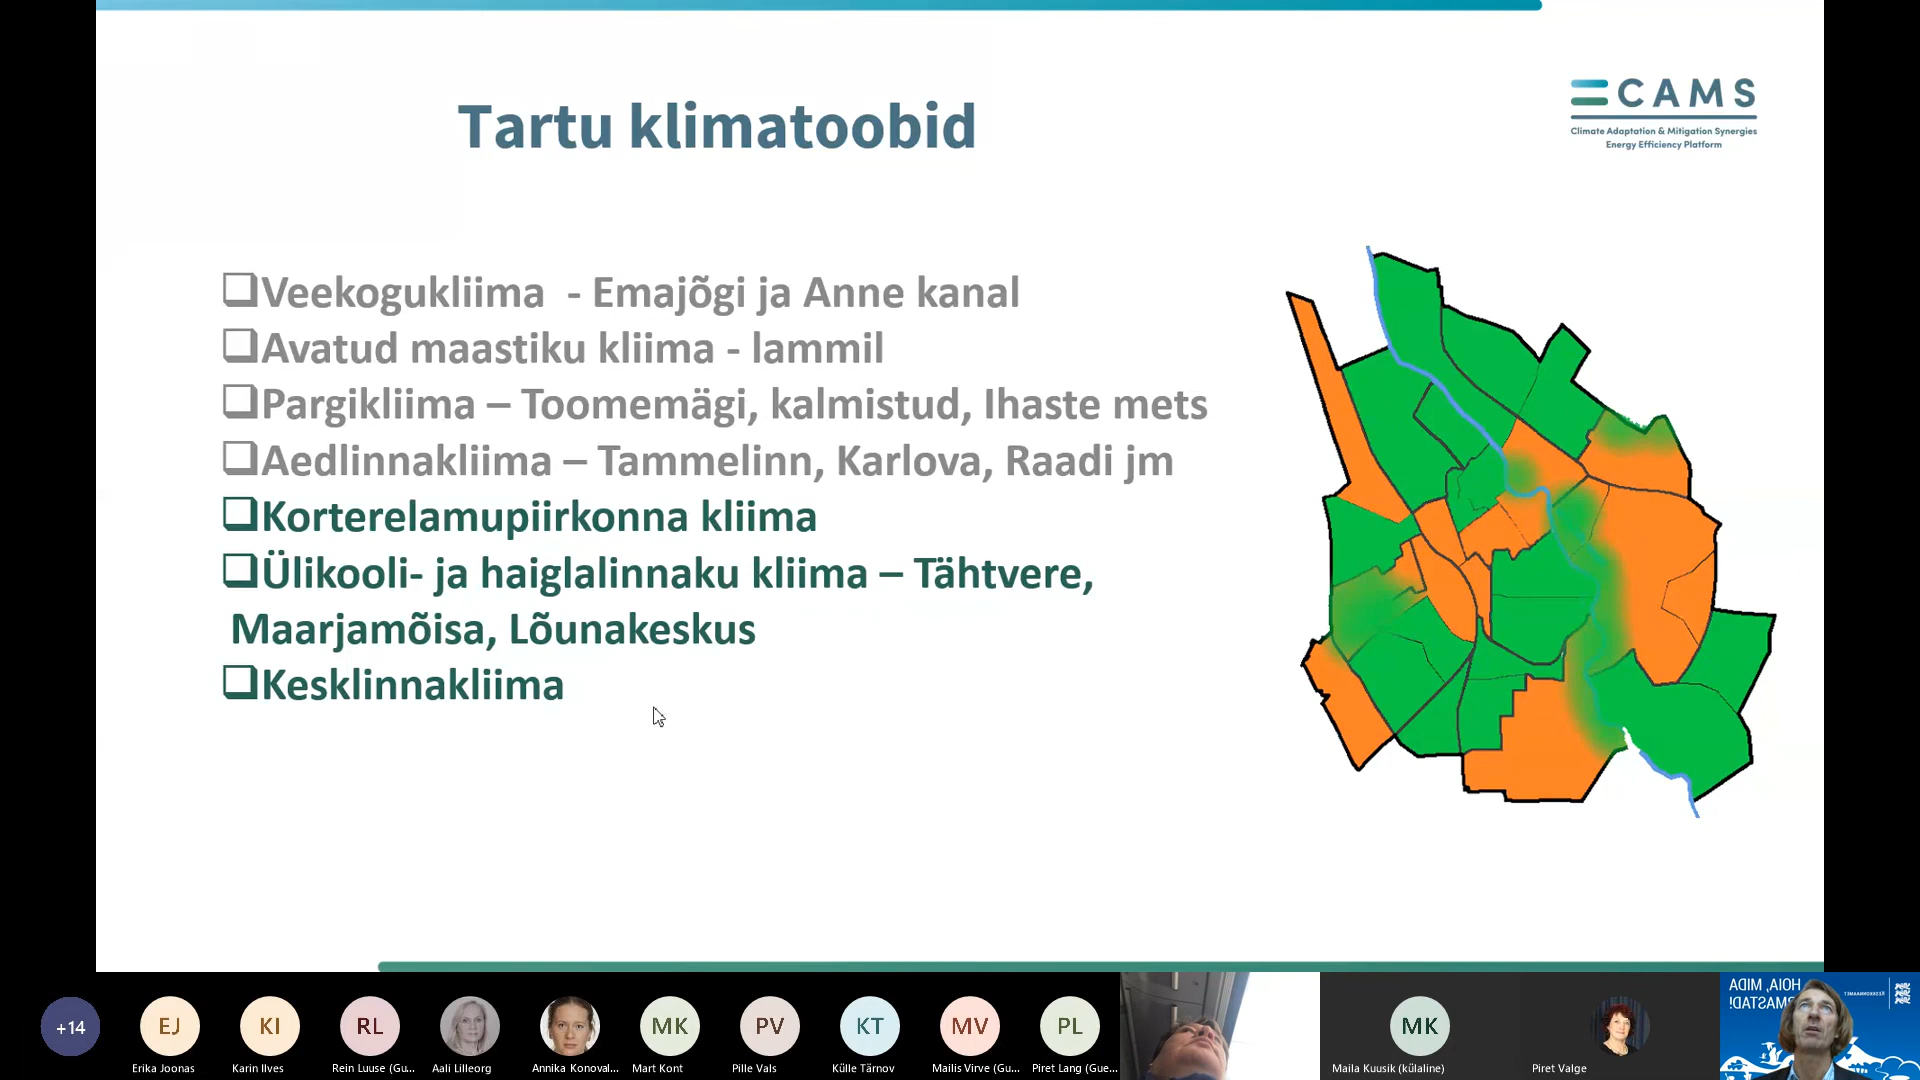 Tartu klimatoobid
CAMS
Climate Adaptation & Mitigation Synergies
Energy Efficiency Platform
❑Veekogukliima - Emajõgi ja Anne kanal
❑Avatud maastiku kliima - lammil
❑Pargikliima – Toomemägi, kalmistud, Ihaste mets
❑Aedlinnakliima – Tammelinn, Karlova, Raadi jm
❑Korterelamupiirkonna kliima
❑Ülikooli- ja haiglalinnaku kliima – Tähtvere,
Maarjamõisa, Lõunakeskus
❑Kesklinnakliima
+14
EJ
KI
RL
MK
PV
KT
MV
PL
MK
Erika Joonas
Karin Ilves
Rein Luuse (Gu...
Aali Lilleorg
Annika Konoval...
Mart Kont
Pille Vals
Külle Tärnov
Mailis Virve (Gu...
Piret Lang (Gue...
Maila Kuusik (külaline)
Piret Valge
HOIA, MIDA
ARMASTAD!